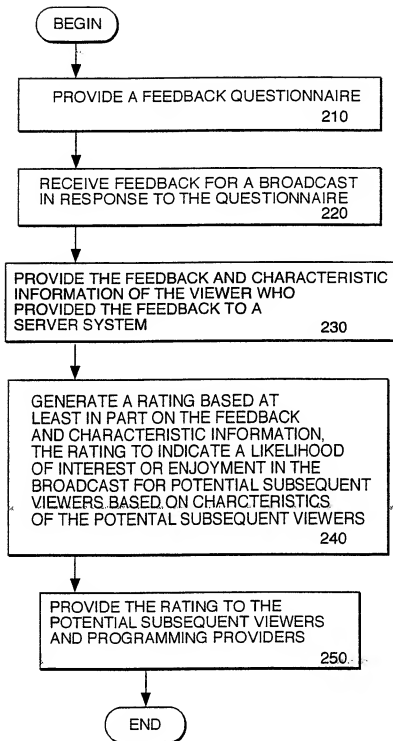 BEGIN
PROVIDE A FEEDBACK QUESTIONNAIRE
210
RECEIVE FEEDBACK FOR A BROADCAST
IN RESPONSE TO THE QUESTIONNAIRE
220
PROVIDE THE FEEDBACK AND CHARACTERISTIC
INFORMATION OF THE VIEWER WHO
PROVIDED THE FEEDBACK TO A
SERVER SYSTEM
230
GENERATE A RATING BASED AT
LEAST IN PART ON THE FEEDBACK
AND CHARACTERISTIC INFORMATION,
THE RATING TO INDICATE A LIKELIHOOD
OF INTEREST OR ENJOYMENT IN THE
BROADCAST FOR POTENTIAL SUBSEQUENT
VIEWERS BASED ON CHARCTERISTICS
OF THE POTENTAL SUBSEQUENT VIEWERS
240
PROVIDE THE RATING TO THE
POTENTIAL SUBSEQUENT VIEWERS
AND PROGRAMMING PROVIDERS
250
END